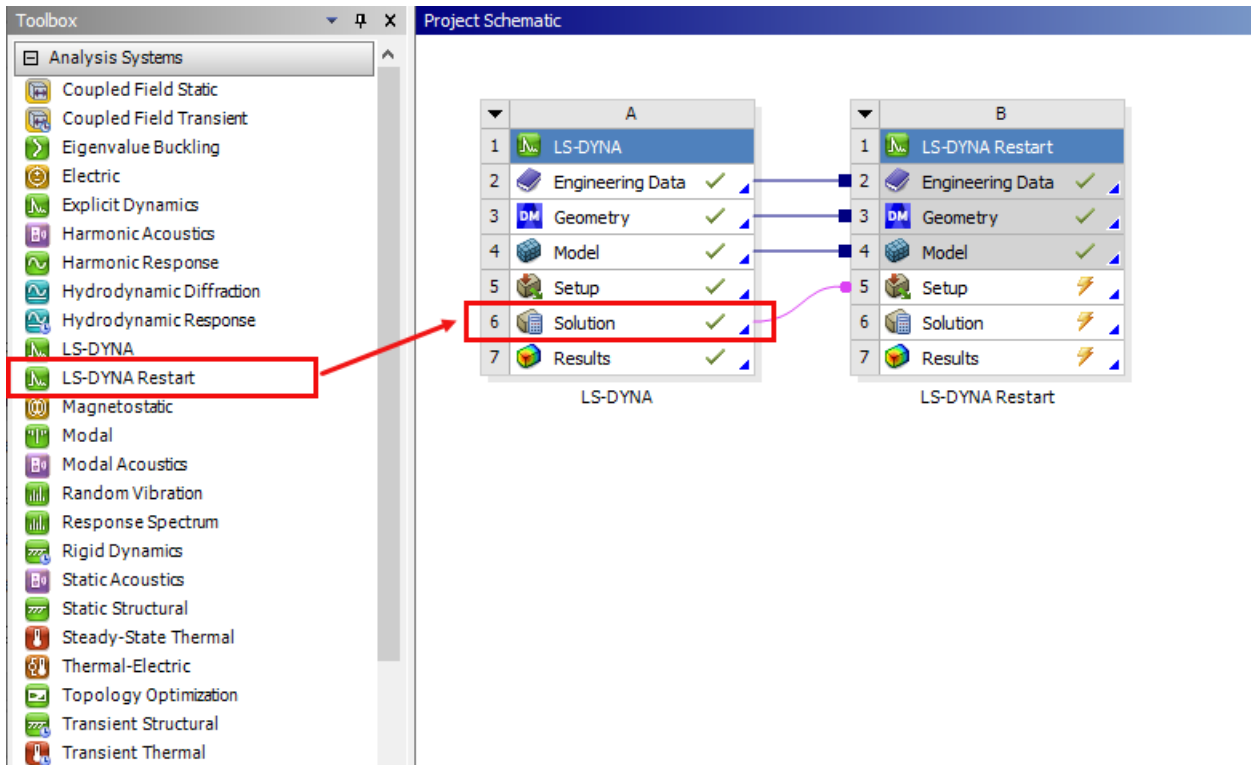 Toolbox
Analysis Systems
Coupled Field Static
Coupled Field Transient
Eigenvalue Buckling
Electric
Explicit Dynamics
Harmonic Acoustics
Harmonic Response
Hydrodynamic Diffraction
Hydrodynamic Response
LS-DYNA
LS-DYNA Restart
Magnetostatic
Modal
Modal Acoustics
Random Vibration
Response Spectrum
Rigid Dynamics
Static Acoustics
Static Structural
Steady-State Thermal
Thermal-Electric
Topology Optimization
Transient Structural
Transient Thermal
Project Schematic
A
1 LS-DYNA
2 Engineering Data
3 DM Geometry
4 Model
5 Setup
6 Solution
7 Results
LS-DYNA
B
1 LS-DYNA Restart
2 Engineering Data
3 DM Geometry
4 Model
5 Setup
6 Solution
7 Results
LS-DYNA Restart